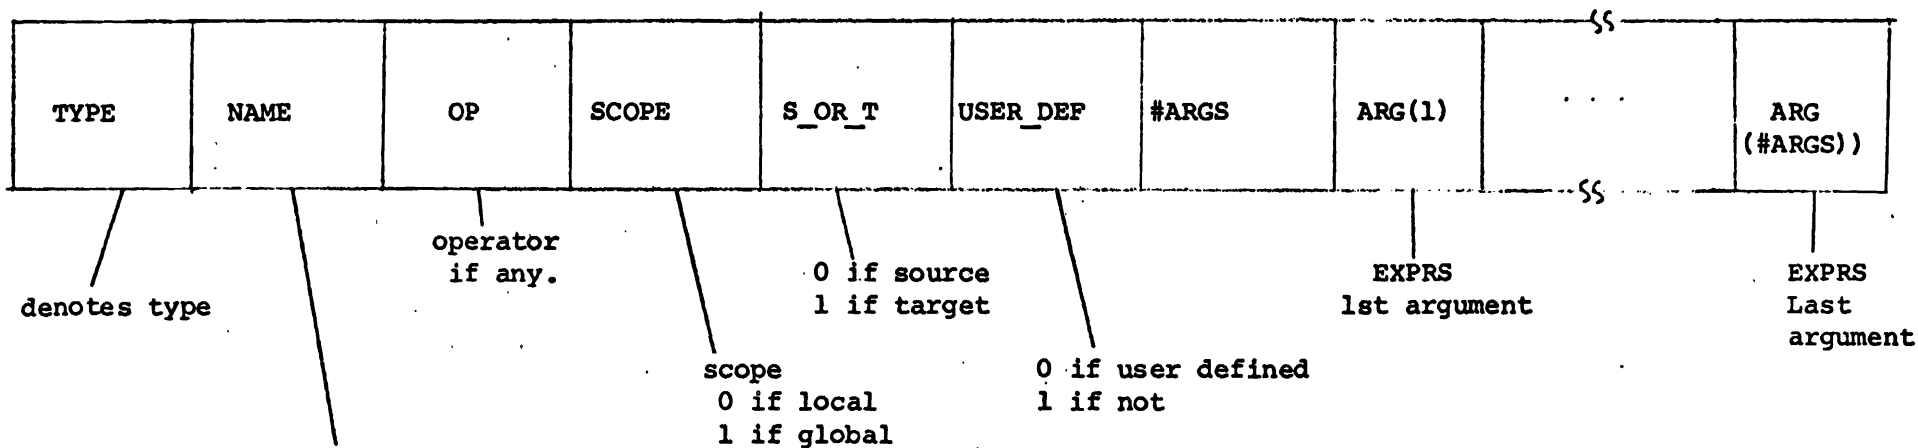 TYPE NAME OP SCOPE S_OR_T USER_DEF #ARGS ARG(1) . . . ARG
(#ARGS))
denotes type
operator
if any.
scope
0 if local
1 if global
0 if source
1 if target
0 if user defined
1 if not
EXPRS
1st argument
EXPRS
Last
argument